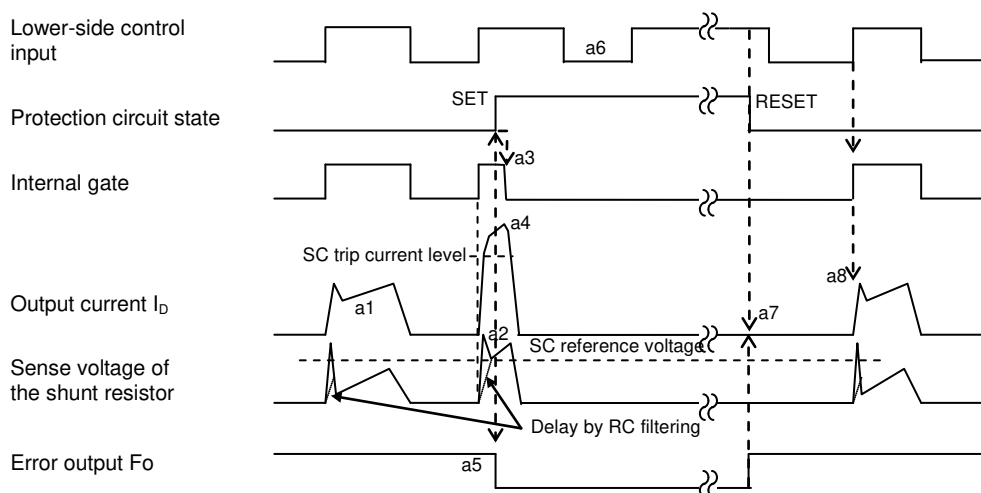 Lower-side control
input
a6
SET
RESET
Protection circuit state
a3
Internal gate
a4
SC trip current level
a8
Output current ID
a1
a7
a2
SC reference voltage
Sense voltage of
the shunt resistor
Delay by RC filtering
Error output Fo
a5